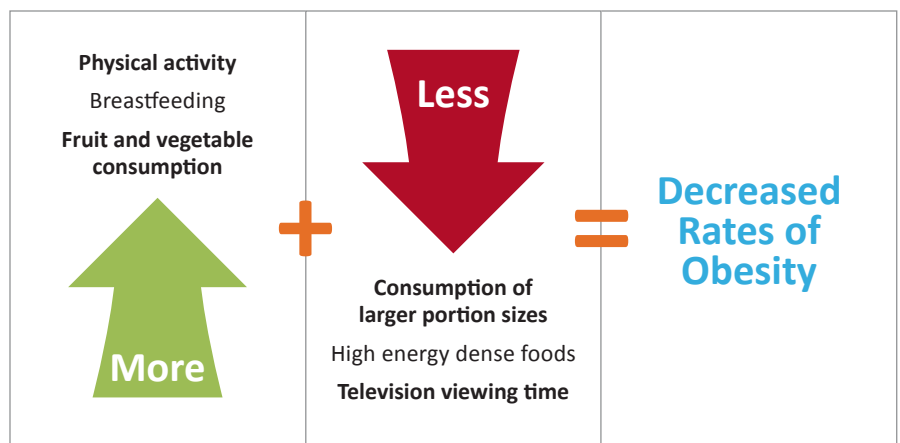 Physical activity
Breastfeeding
Fruit and vegetable
consumption
More
+
Less
Consumption of
larger portion sizes
High energy dense foods
Television viewing time
=
Decreased
Rates of
Obesity